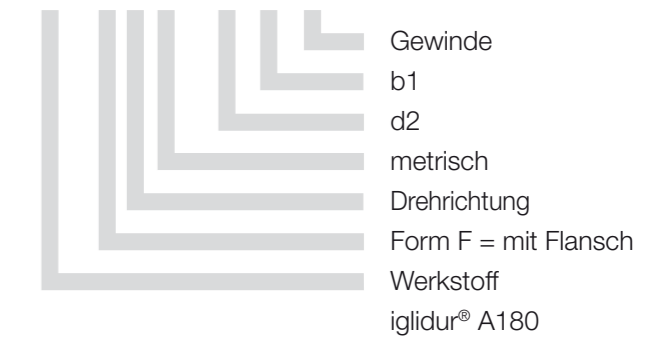 Gewinde
b1
d2
metrisch
Drehrichtung
Form F = mit Flansch
Werkstoff
iglidur® A180